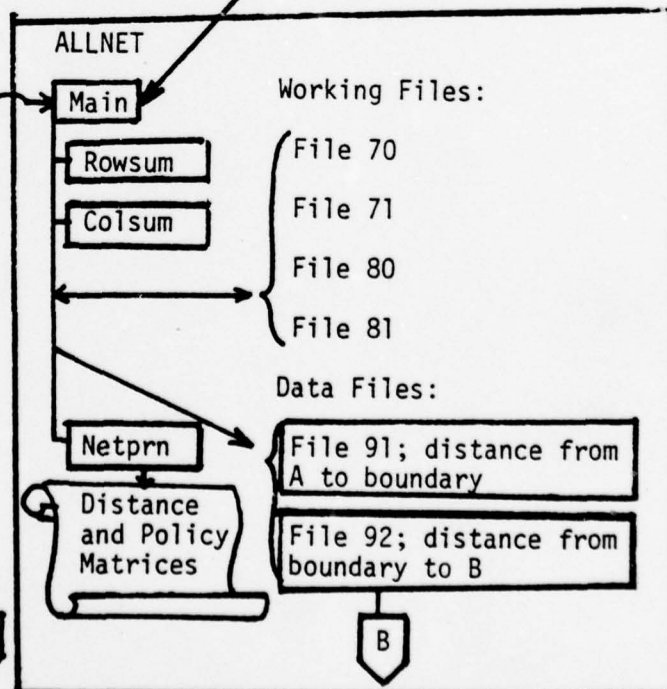 ALLNET
Main
Rowsum
Colsum
Netprn
Distance
and Policy
Matrices
Working Files:
File 70
File 71
File 80
File 81
Data Files:
File 91; distance from
A to boundary
File 92; distance from
boundary to B
B